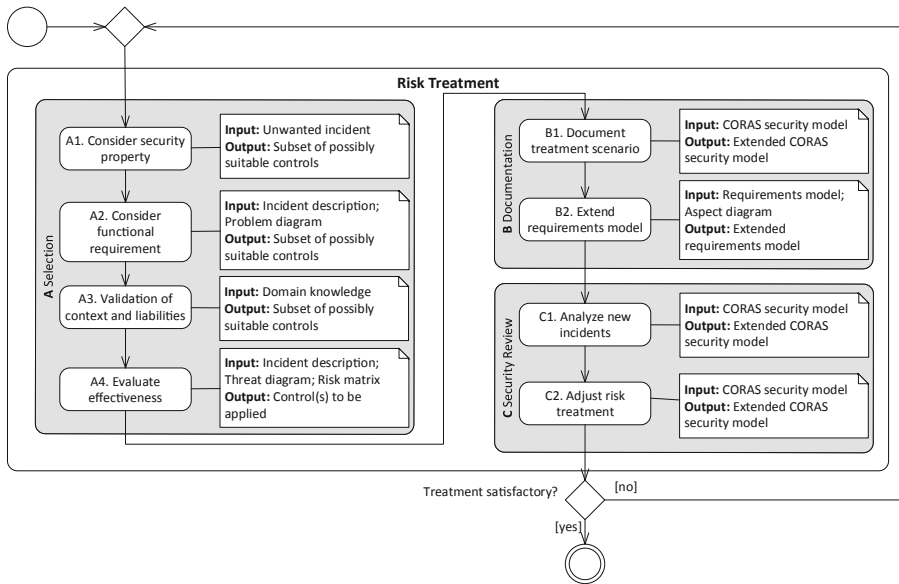 Risk Treatment
A Selection
A1. Consider security
property
Input: Unwanted incident
Output: Subset of possibly
suitable controls
A2. Consider
functional
requirement
Input: Incident description;
Problem diagram
Output: Subset of possibly
suitable controls
A3. Validation of
context and liabilities
Input: Domain knowledge
Output: Subset of possibly
suitable controls
A4. Evaluate
effectiveness
Input: Incident description;
Threat diagram; Risk matrix
Output: Control(s) to be
applied
B Documentation
B1. Document
treatment scenario
Input: CORAS security model
Output: Extended CORAS
security model
B2. Extend
requirements model
Input: Requirements model;
Aspect diagram
Output: Extended
requirements model
C Security Review
C1. Analyze new
incidents
Input: CORAS security model
Output: Extended CORAS
security model
C2. Adjust risk
treatment
Input: CORAS security model
Output: Extended CORAS
security model
Treatment satisfactory?
[no]
[yes]